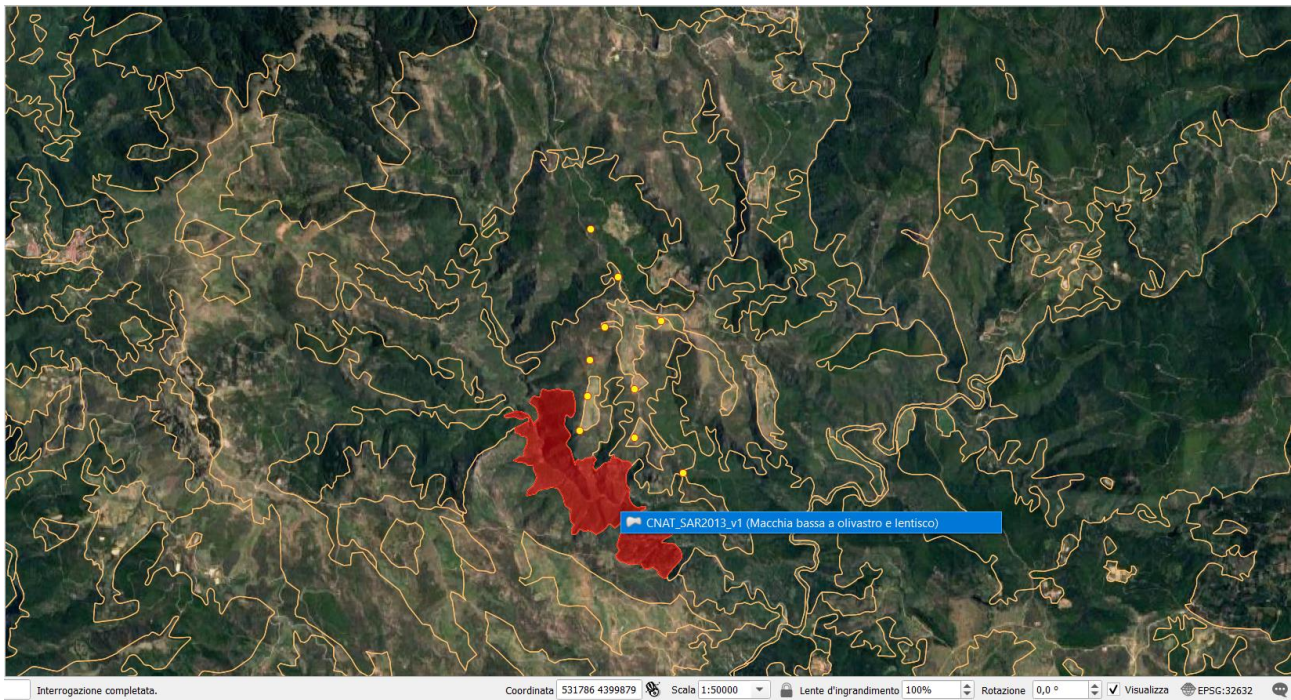 CNAT_SAR2013_v1 (Macchia bassa a olivastro e lentisco)
Interrogazione completata. Coordinata 531786 4399879 Scala 1:50000 Lente d'ingrandimento 100% Rotazione 0,0 ° Visualizza EPSG:32632